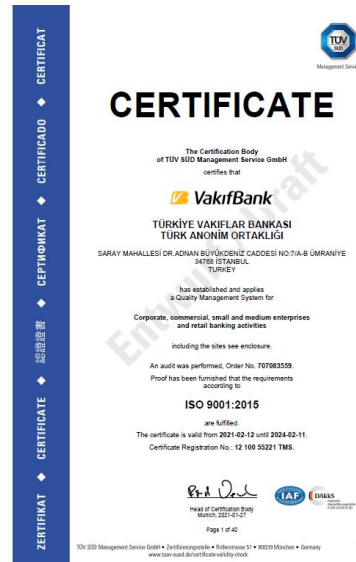 ZERTIFIKAT ◆ CERTIFICATE ◆ 認證證書 ◆ СЕРТИФИКАТ ◆ CERTIFICADO ◆ CERTIFICAT
TÜV
SÜD
Management Service
CERTIFICATE
The Certification Body
of TÜV SÜD Management Service GmbH
certifies that
VakıfBank
TÜRKİYE VAKIFLAR BANKASI
TÜRK ANONİM ORTAKLIĞI
SARAY MAHALLESİ DR.ADNAN BÜYÜKDENİZ CADDESİ NO:7/A-B ÜMRANİYE
34768 İSTANBUL
TURKEY
has established and applies
a Quality Management System for
Corporate, commercial, small and medium enterprises
and retail banking activities
including the sites see enclosure.
An audit was performed, Order No. 707083559.
Proof has been furnished that the requirements
according to
ISO 9001:2015
are fulfilled.
The certificate is valid from 2021-02-12 until 2024-02-11.
Certificate Registration No.: 12 100 55221 TMS.
Entwurf / Draft
Head of Certification Body
Munich, 2021-01-27
IAF
DAkkS
Page 1 of 40
TÜV SÜD Management Service GmbH • Zertifizierungsstelle • Ridlerstrasse 57 • 80339 München • Germany
www.tuev-sued.de/certificate-validity-check